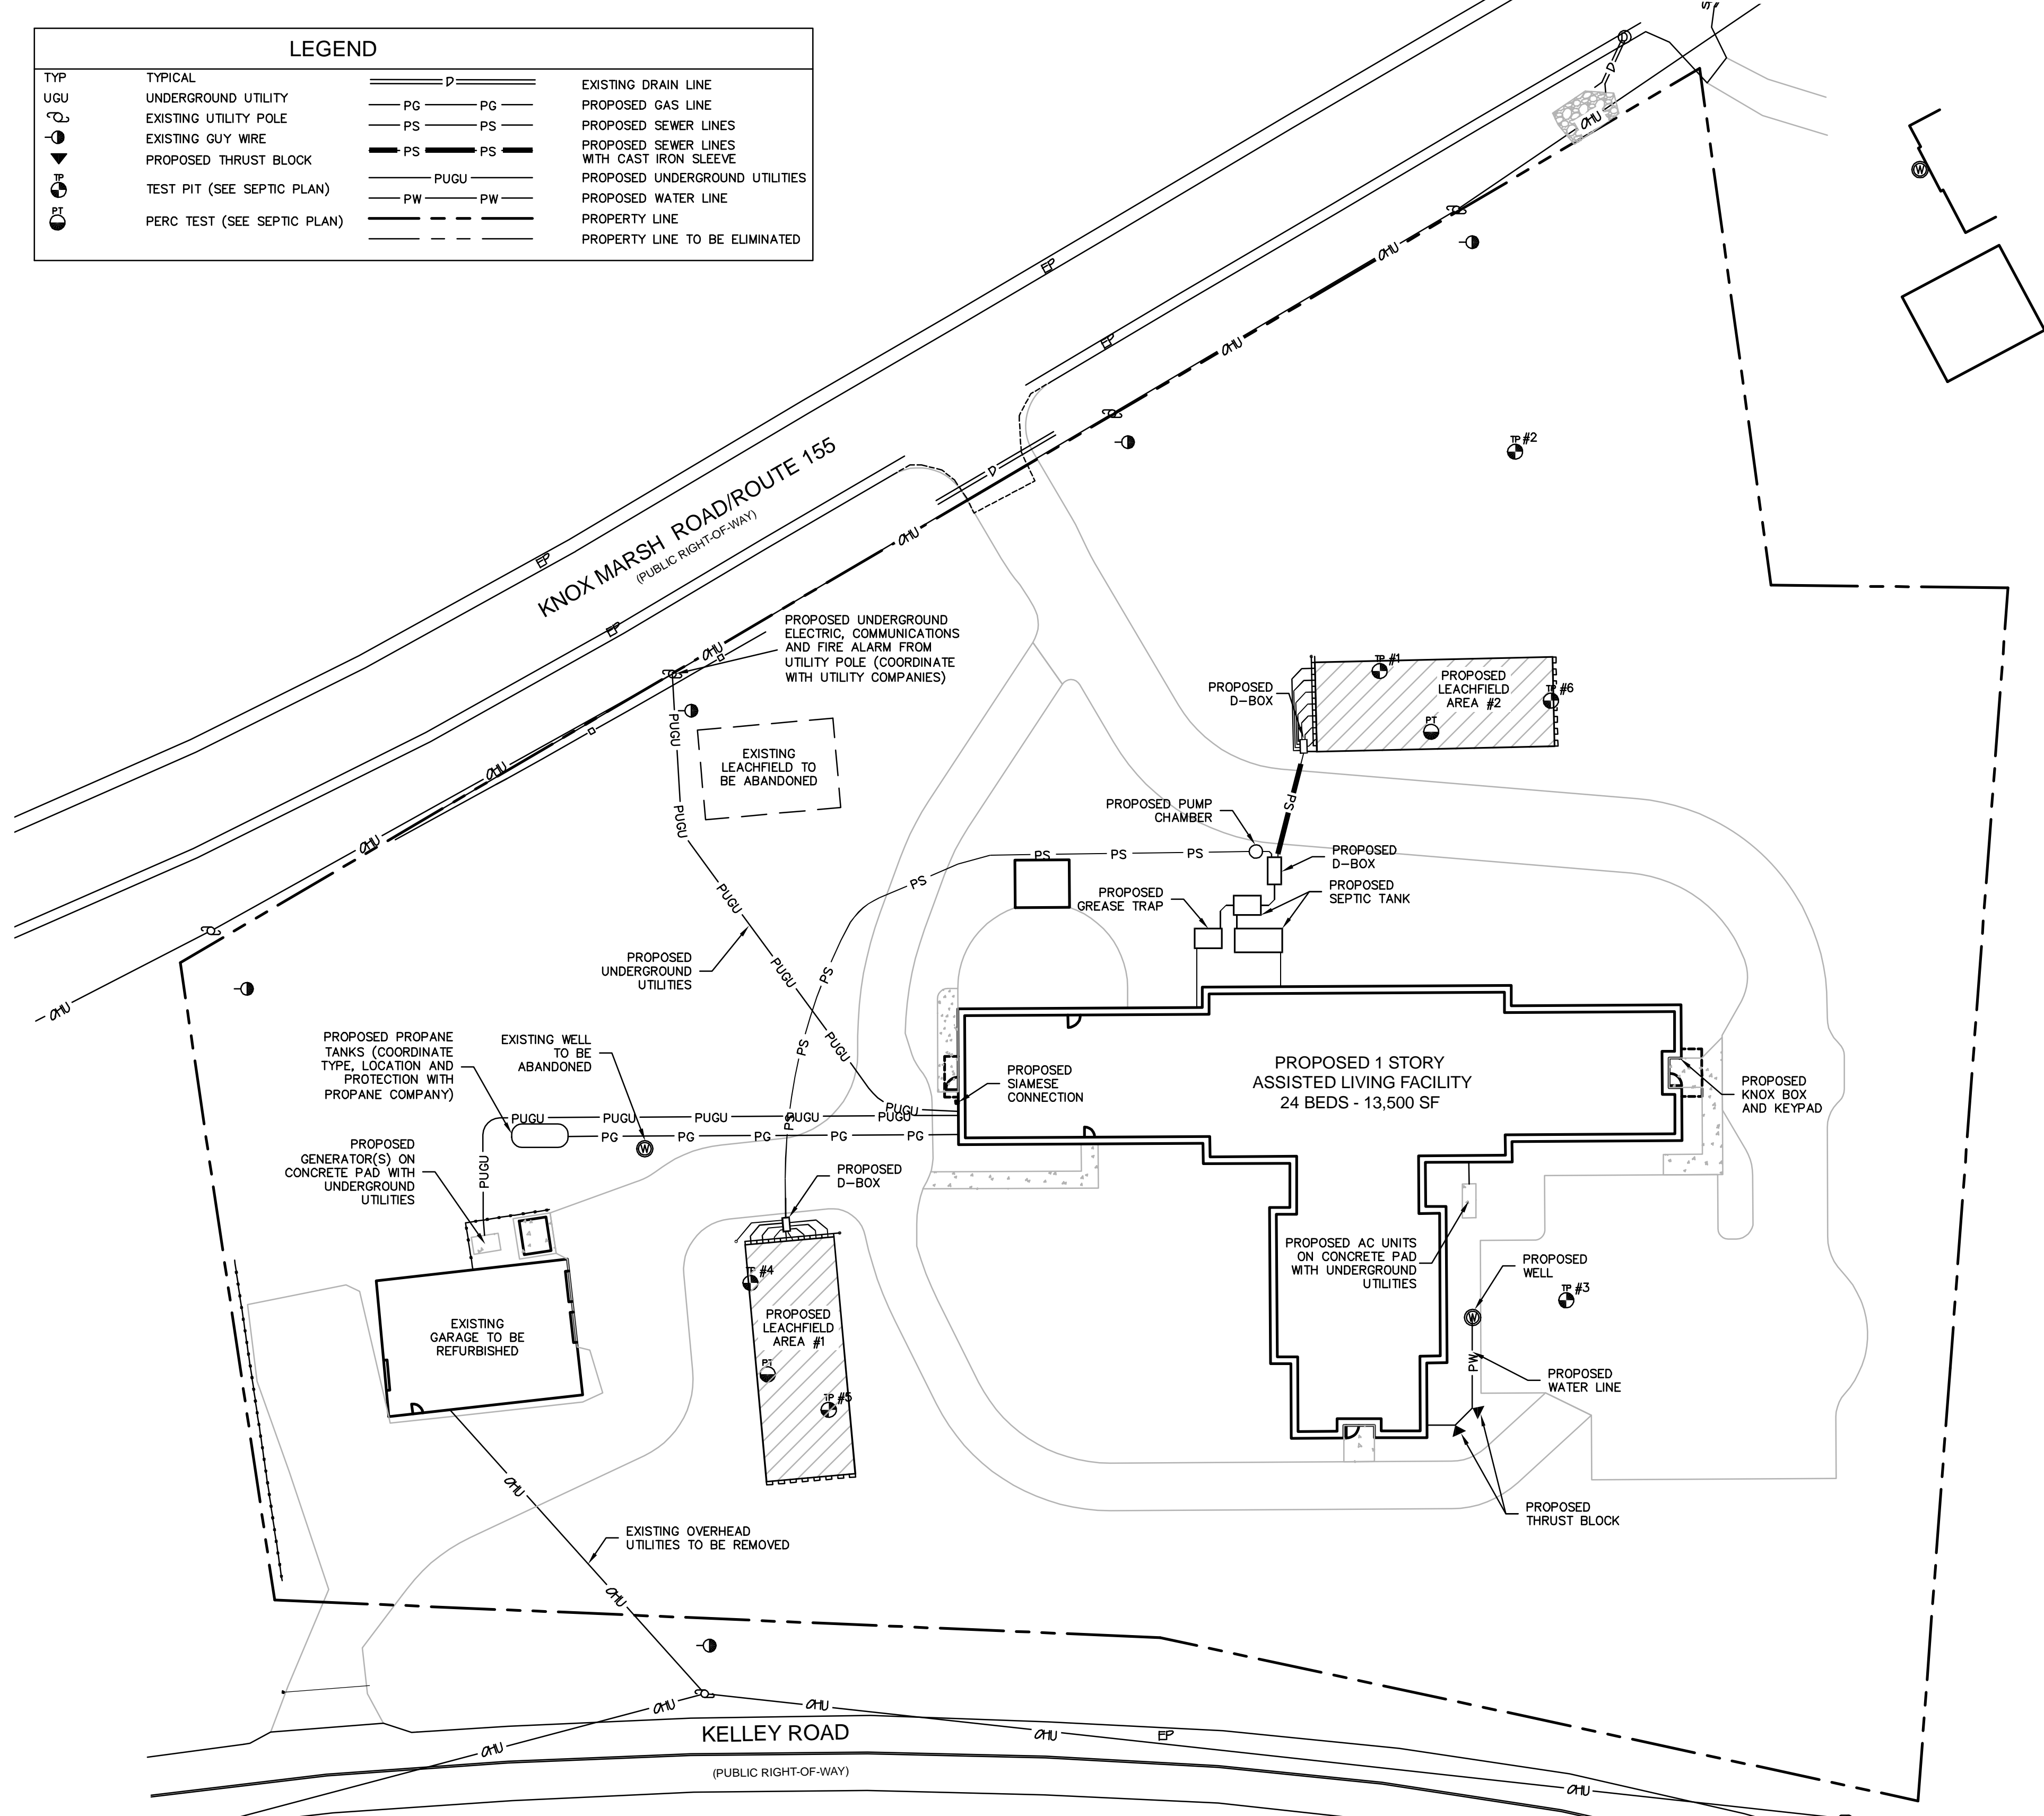 LEGEND
TYP TYPICAL
UGU UNDERGROUND UTILITY
EXISTING UTILITY POLE
EXISTING GUY WIRE
PROPOSED THRUST BLOCK
TP TEST PIT (SEE SEPTIC PLAN)
PT PERC TEST (SEE SEPTIC PLAN)
D EXISTING DRAIN LINE
PG PG PROPOSED GAS LINE
PS PS PROPOSED SEWER LINES
PS PS PROPOSED SEWER LINES
WITH CAST IRON SLEEVE
PUGU PROPOSED UNDERGROUND UTILITIES
PW PW PROPOSED WATER LINE
PROPERTY LINE
PROPERTY LINE TO BE ELIMINATED
D
OHU
W
EP
OHU
EP
OHU
TP #2
D
KNOX MARSH ROAD/ROUTE 155
(PUBLIC RIGHT-OF-WAY)
OHU
EP
EP
PROPOSED UNDERGROUND
ELECTRIC, COMMUNICATIONS
AND FIRE ALARM FROM
UTILITY POLE (COORDINATE
WITH UTILITY COMPANIES)
OHU
TP #1
PROPOSED
LEACHFIELD
AREA #2
TP #6
PT
PROPOSED
D-BOX
PUGU
EXISTING
LEACHFIELD TO
BE ABANDONED
OHU
PS
PROPOSED PUMP
CHAMBER
PUGU
OHU
PS
PS
PS
PS
PROPOSED
D-BOX
PROPOSED
GREASE TRAP
PROPOSED
SEPTIC TANK
PUGU
PROPOSED
UNDERGROUND
UTILITIES
PUGU
PS
OHU
PROPOSED PROPANE
TANKS (COORDINATE
TYPE, LOCATION AND
PROTECTION WITH
PROPANE COMPANY)
EXISTING WELL
TO BE
ABANDONED
PS
PUGU
PROPOSED
SIAMESE
CONNECTION
PROPOSED 1 STORY
ASSISTED LIVING FACILITY
24 BEDS - 13,500 SF
PROPOSED
KNOX BOX
AND KEYPAD
PUGU
PUGU
PUGU
PUGU
PUGU
PUGU
PS
PG
PG
PG
PG
PG
W
PROPOSED
GENERATOR(S) ON
CONCRETE PAD WITH
UNDERGROUND
UTILITIES
PUGU
PROPOSED
D-BOX
PROPOSED AC UNITS
ON CONCRETE PAD
WITH UNDERGROUND
UTILITIES
PROPOSED
WELL
W
TP #3
TP #4
EXISTING
GARAGE TO BE
REFURBISHED
PROPOSED
LEACHFIELD
AREA #1
PT
TP #5
PW
PROPOSED
WATER LINE
OHU
PROPOSED
THRUST BLOCK
EXISTING OVERHEAD
UTILITIES TO BE REMOVED
OHU
OHU
OHU
KELLEY ROAD
OHU
EP
OHU
(PUBLIC RIGHT-OF-WAY)
OHU